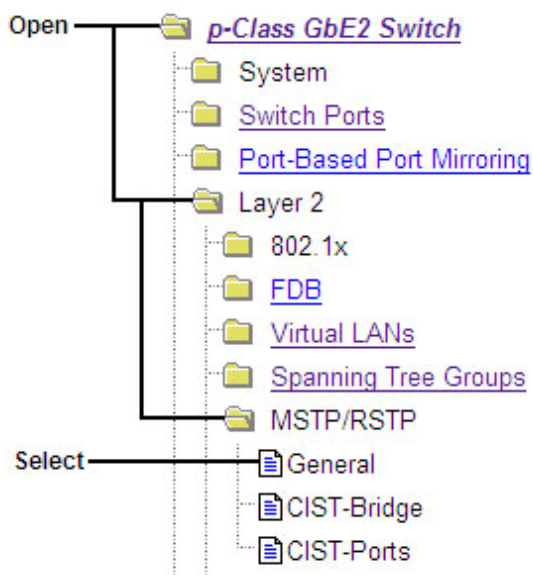 Open p-Class GbE2 Switch
System
Switch Ports
Port-Based Port Mirroring
Layer 2
802.1x
FDB
Virtual LANs
Spanning Tree Groups
MSTP/RSTP
Select General
CIST-Bridge
CIST-Ports